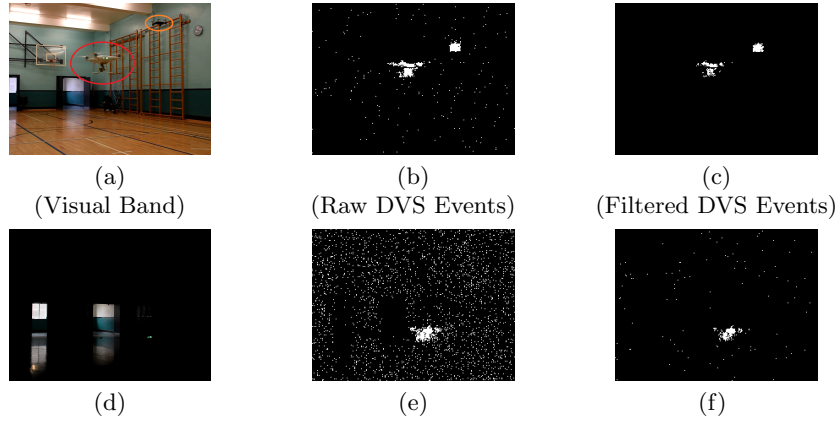 (a) (b) (c)
(Visual Band) (Raw DVS Events) (Filtered DVS Events)
(d) (e) (f)